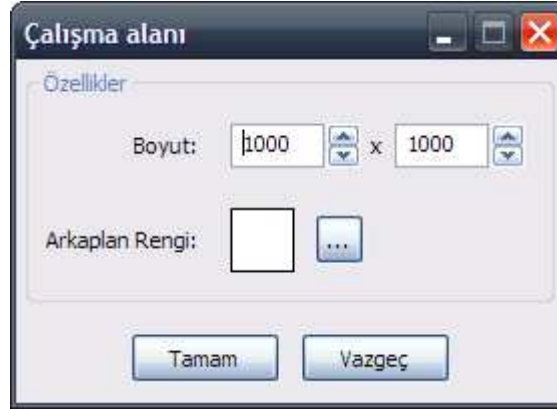 Çalışma alanı
Özellikler
Boyut: 1000 x 1000
Arkaplan Rengi: ...
Tamam Vazgeç